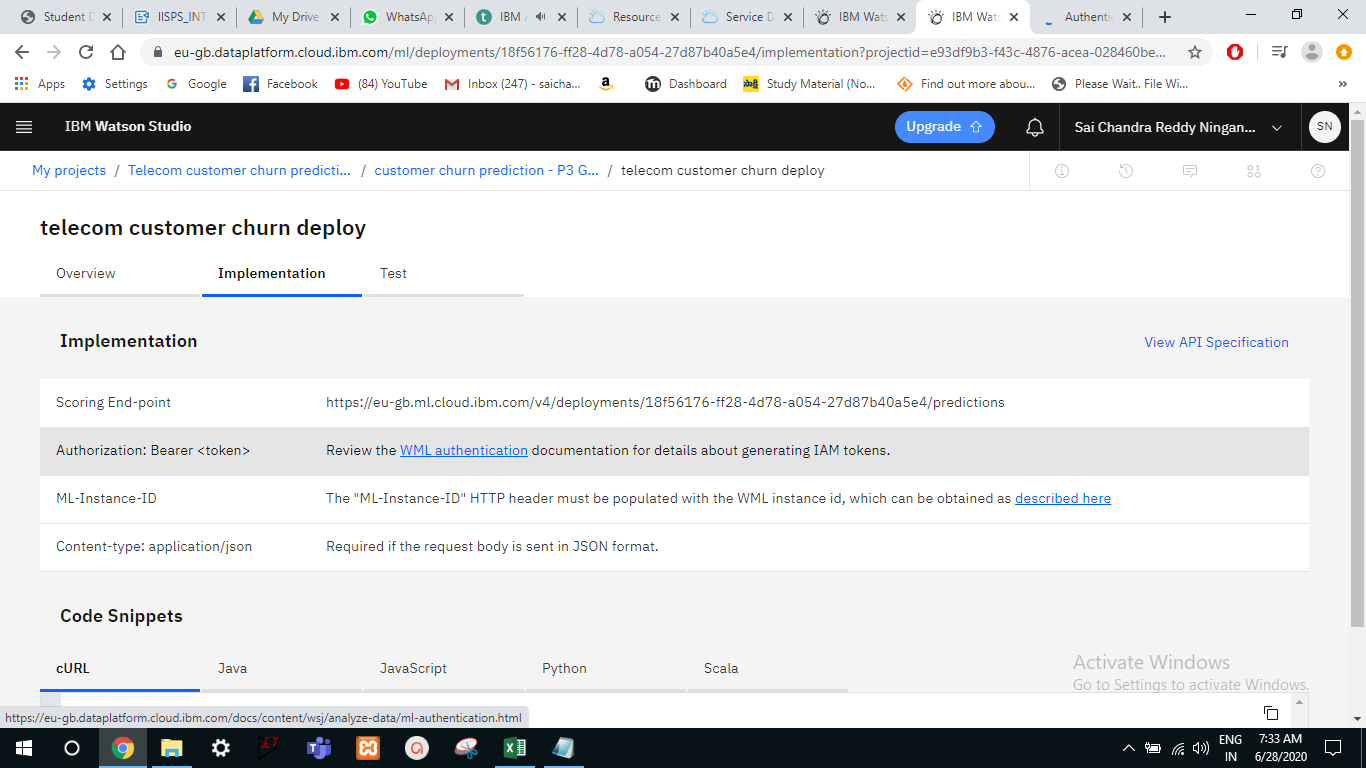 Student D
IISPS_INT
My Drive
WhatsApp
IBM A
Resource
Service D
IBM Wats
IBM Wats
Authentic
eu-gb.dataplatform.cloud.ibm.com/ml/deployments/18f56176-ff28-4d78-a054-27d87b40a5e4/implementation?projectid=e93df9b3-f43c-4876-acea-028460be...
Apps
Settings
Google
Facebook
(84) YouTube
Inbox (247) - saicha...
Dashboard
Study Material (No...
Find out more abou...
Please Wait.. File Wi...
IBM Watson Studio
Upgrade
Sai Chandra Reddy Ningan...
SN
My projects / Telecom customer churn predicti... / customer churn prediction - P3 G... / telecom customer churn deploy
telecom customer churn deploy
Overview
Implementation
Test
Implementation
View API Specification
Scoring End-point
https://eu-gb.ml.cloud.ibm.com/v4/deployments/18f56176-ff28-4d78-a054-27d87b40a5e4/predictions
Authorization: Bearer <token>
Review the WML authentication documentation for details about generating IAM tokens.
ML-Instance-ID
The "ML-Instance-ID" HTTP header must be populated with the WML instance id, which can be obtained as described here
Content-type: application/json
Required if the request body is sent in JSON format.
Code Snippets
cURL
Java
JavaScript
Python
Scala
Activate Windows
Go to Settings to activate Windows.
https://eu-gb.dataplatform.cloud.ibm.com/docs/content/wsj/analyze-data/ml-authentication.html
ENG
IN
7:33 AM
6/28/2020